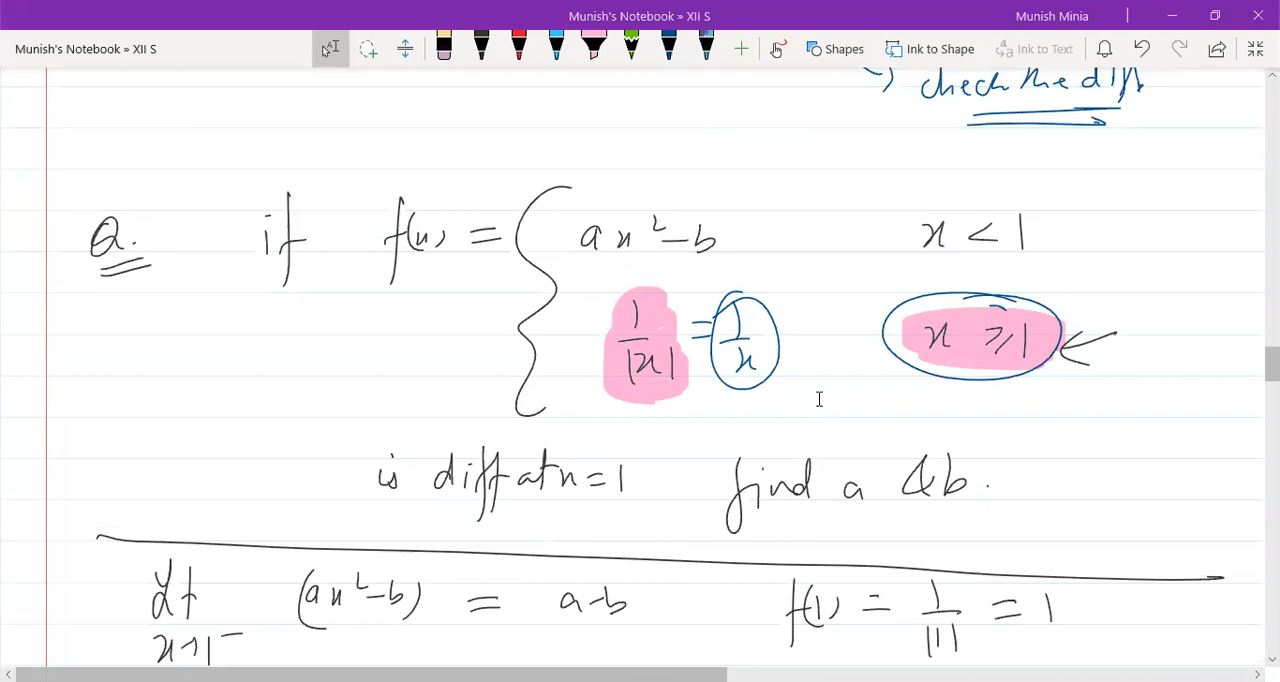 Munish's Notebook » XII S
Munish Minia
Munish's Notebook » XII S
Shapes
Ink to Shape
Ink to Text
check the diff
Q. if f(x) = { ax² - b x < 1
1/|x| = 1/x x ≥ 1
is diff at x = 1 find a & b.
Lt x→1⁻ (ax² - b) = a - b f(1) = 1/|1| = 1